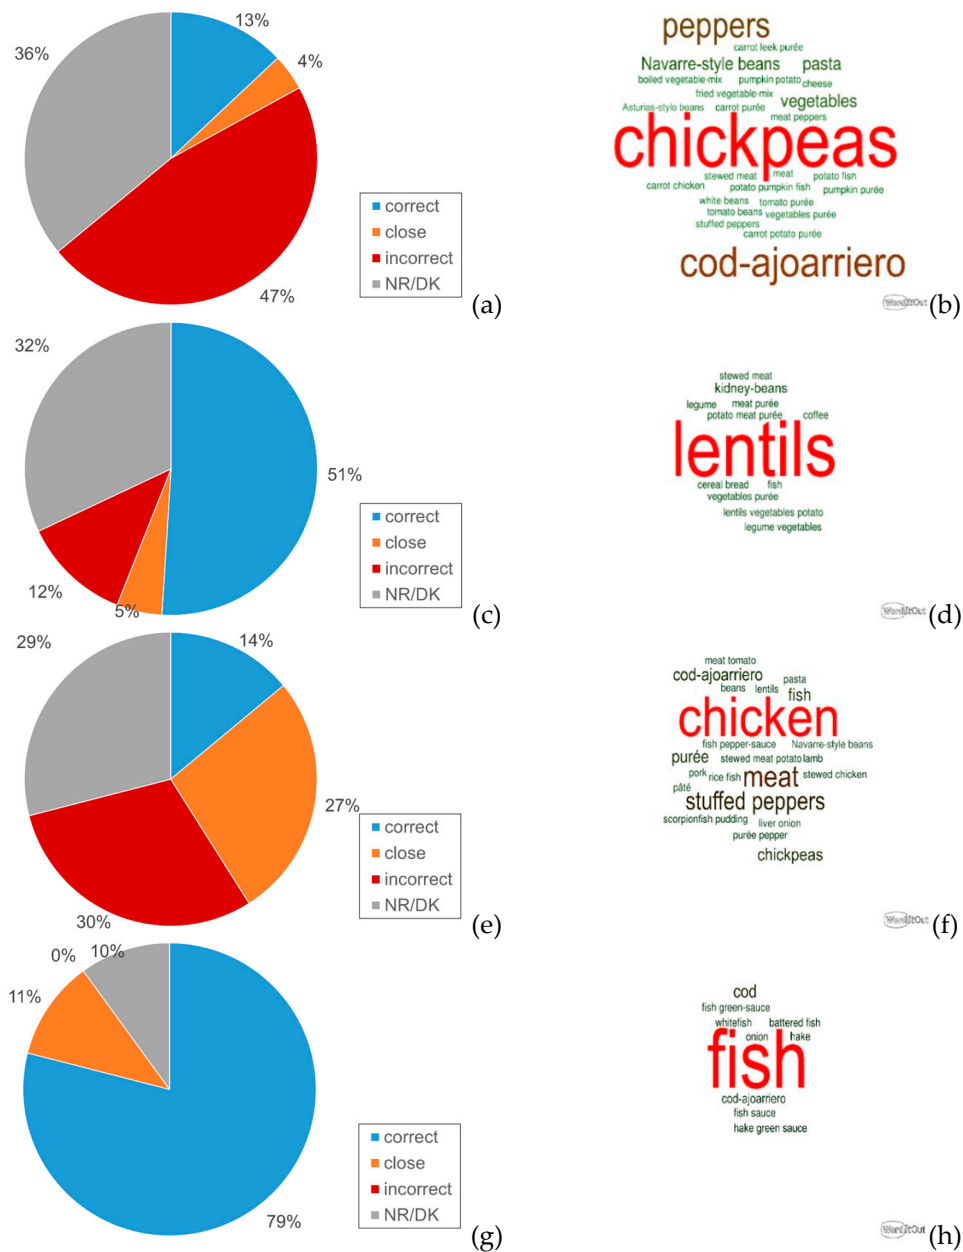 13%
4%
36%
47%
correct
close
incorrect
NR/DK
(a)
peppers
carrot leek purée
Navarre-style beans pasta
boiled vegetable-mix pumpkin potato cheese
fried vegetable-mix vegetables
Asturias-style beans carrot purée
meat peppers
chickpeas
stewed meat meat potato fish
carrot chicken potato pumpkin fish pumpkin purée
white beans tomato purée
tomato beans vegetables purée
stuffed peppers
carrot potato purée
cod-ajoarriero
WordItOut
(b)
32%
51%
12%
5%
correct
close
incorrect
NR/DK
(c)
stewed meat
kidney-beans
legume meat purée
potato meat purée coffee
lentils
cereal bread fish
vegetables purée
lentils vegetables potato
legume vegetables
WordItOut
(d)
29%
14%
27%
30%
correct
close
incorrect
NR/DK
(e)
meat tomato
cod-ajoarriero pasta
beans lentils fish
chicken
fish pepper-sauce Navarre-style beans
purée stewed meat potato lamb
pork rice fish meat stewed chicken
pâté
stuffed peppers
scorpionfish pudding liver onion
purée pepper
chickpeas
WordItOut
(f)
0% 10%
11%
79%
correct
close
incorrect
NR/DK
(g)
cod
fish green-sauce
whitefish battered fish
onion hake
fish
cod-ajoarriero
fish sauce
hake green sauce
WordItOut
(h)